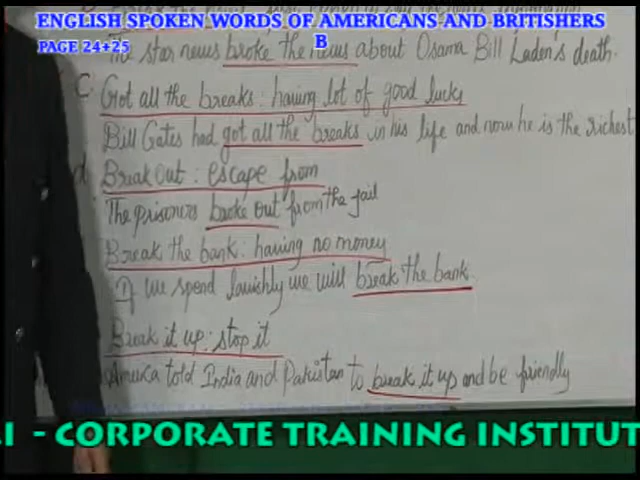 ENGLISH SPOKEN WORDS OF AMERICANS AND BRITISHERS
PAGE 24+25
B
The star news broke the news about Osama Bill Laden's death.
C. Got all the breaks: having lot of good lucks
Bill Gates had got all the breaks in his life and now he is the richest
d Break out: escape from
The prisoners broke out from the jail
Break the bank: having no money
If we spend lavishly we will break the bank.
Break it up: stop it
America told India and Pakistan to break it up and be friendly
- CORPORATE TRAINING INSTITUT